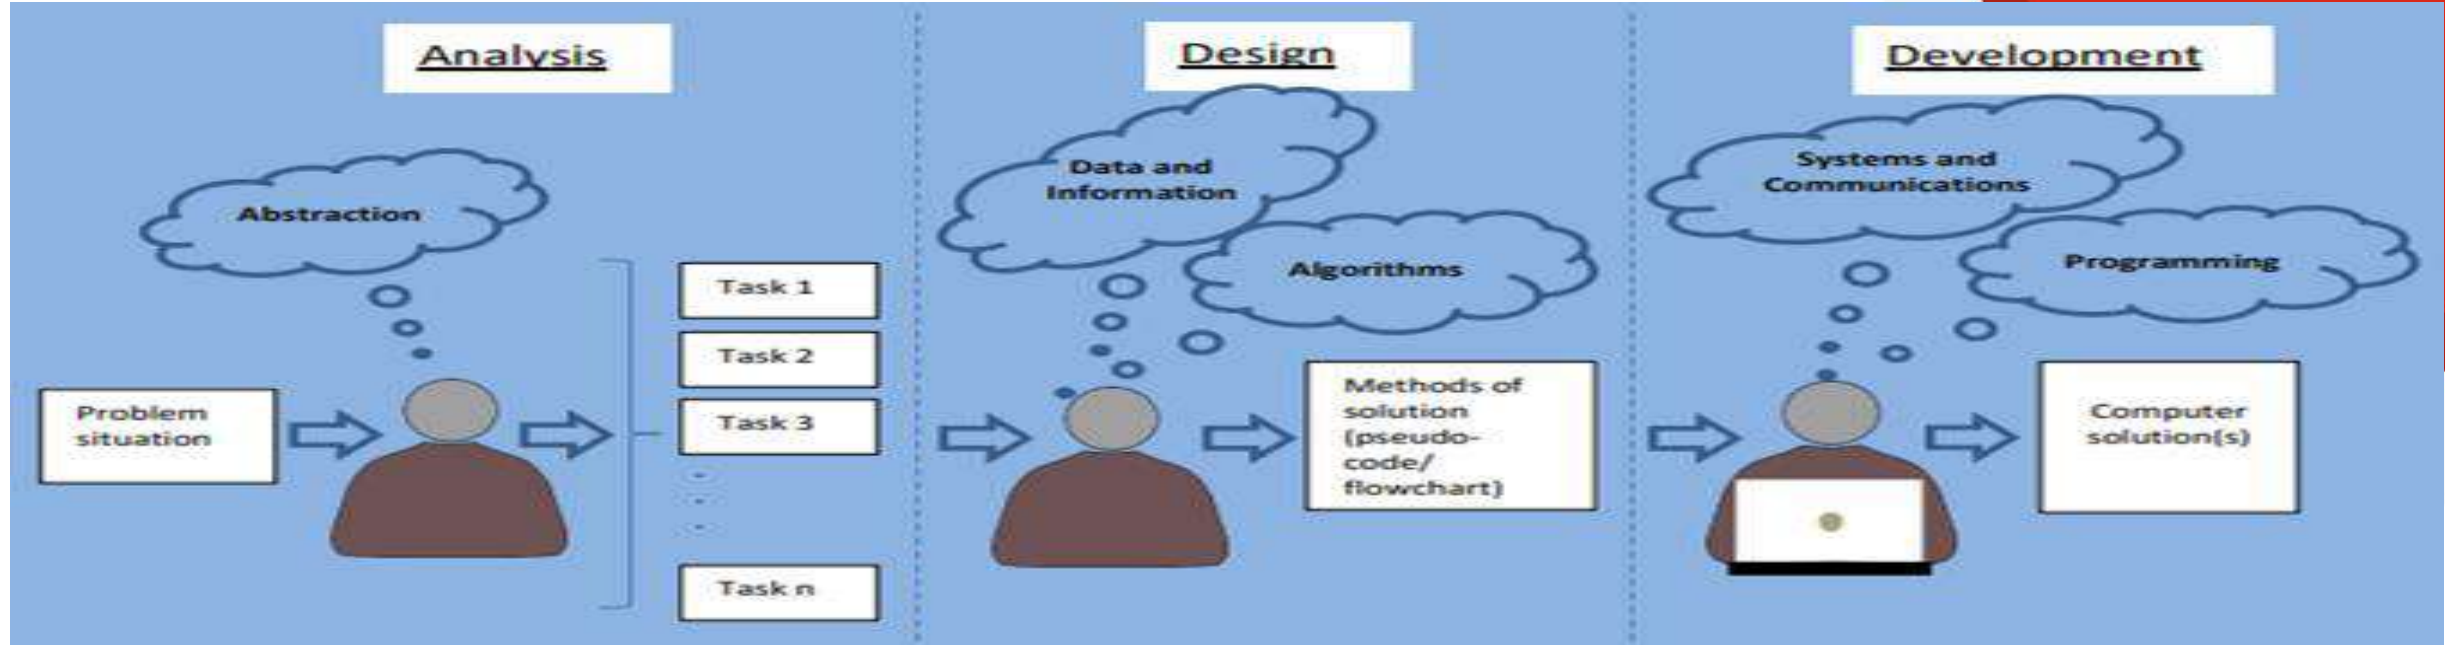 Analysis
Abstraction
Problem
situation
Task 1
Task 2
Task 3
Task n
Design
Data and
Information
Algorithms
Methods of
solution
(pseudo-
code/
flowchart)
Development
Systems and
Communications
Programming
Computer
solution(s)